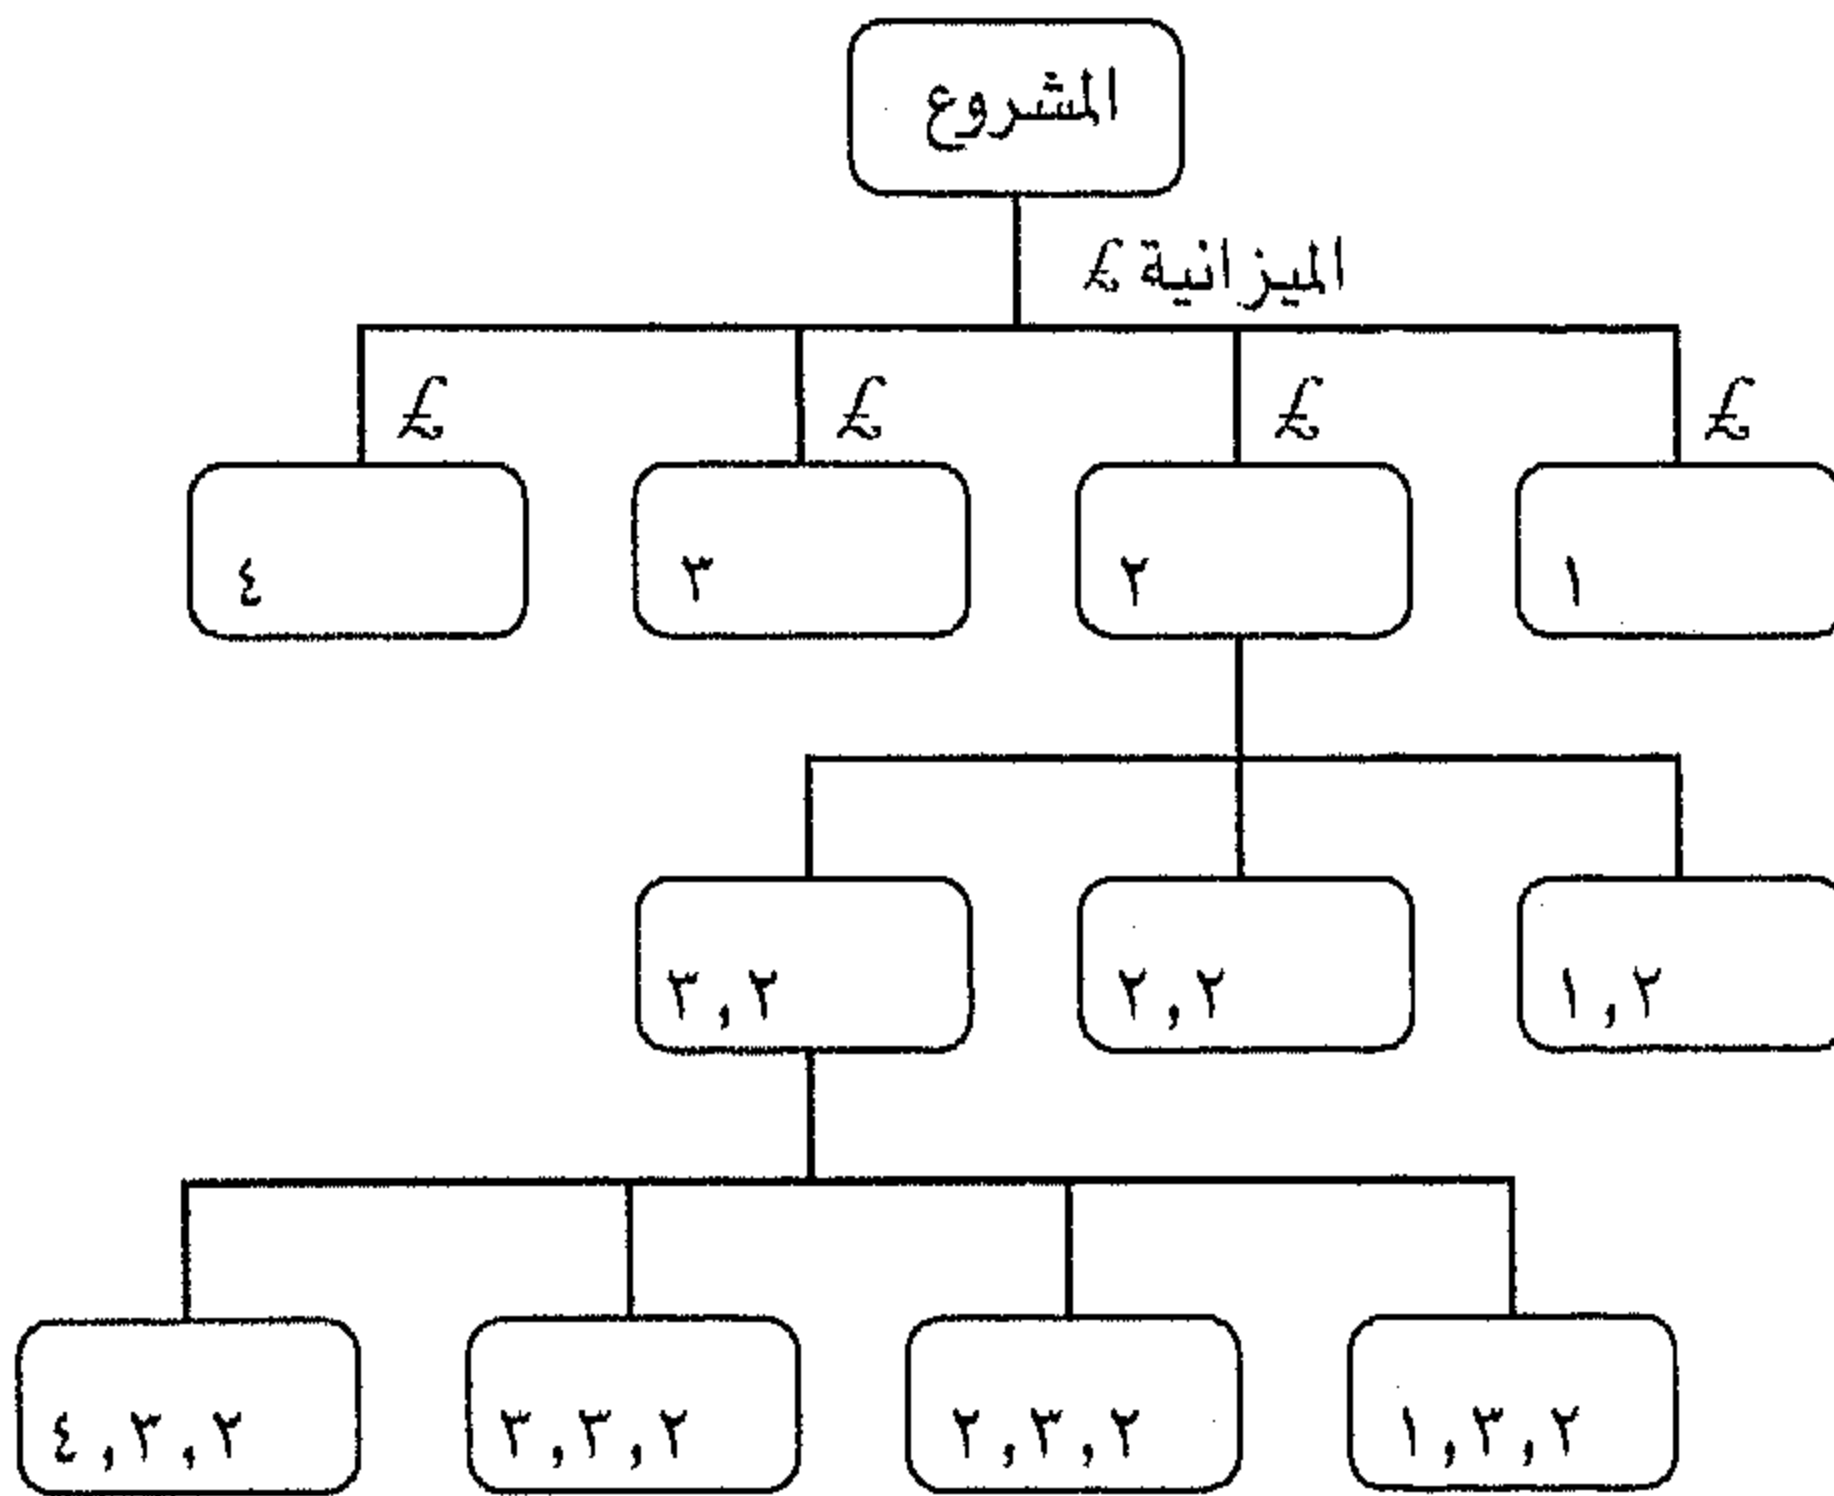 المشروع
الميزانية £
£ £ £ £
١ ٢ ٣ ٤
٢,١ ٢,٢ ٢,٣
٢,٣,١ ٢,٣,٢ ٢,٣,٣ ٢,٣,٤